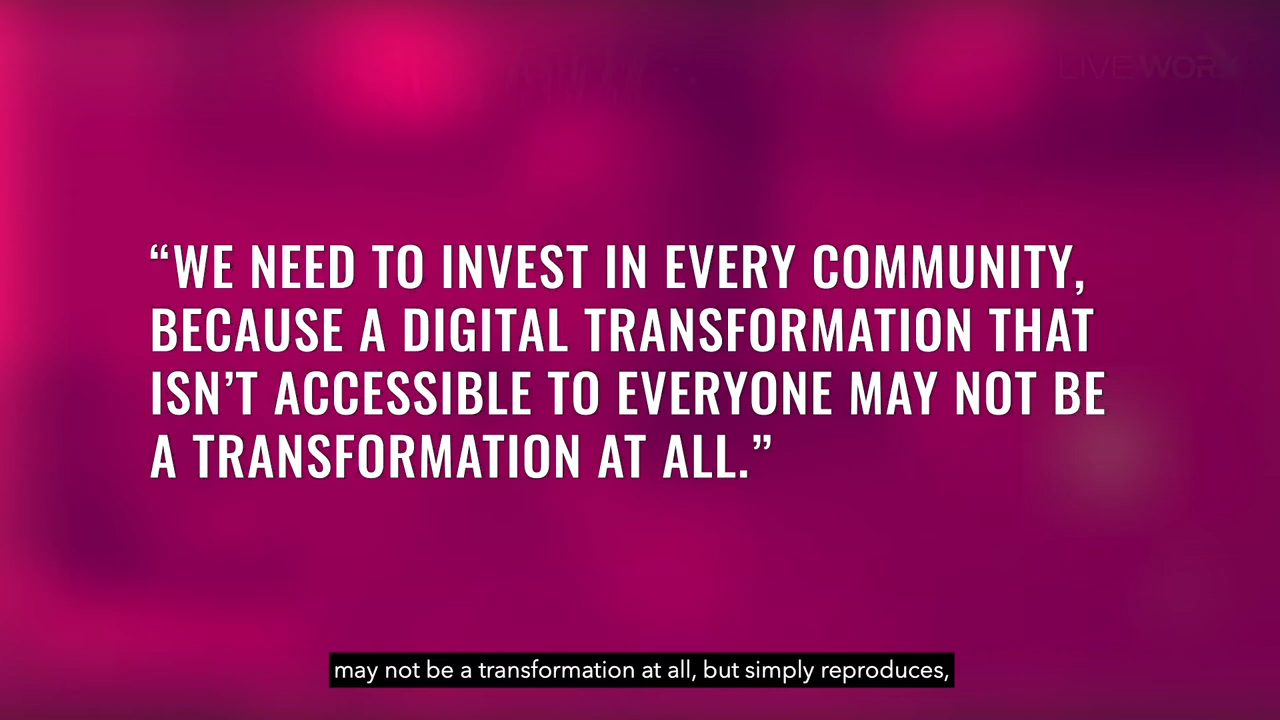 LIVEWORX
“WE NEED TO INVEST IN EVERY COMMUNITY,
BECAUSE A DIGITAL TRANSFORMATION THAT
ISN’T ACCESSIBLE TO EVERYONE MAY NOT BE
A TRANSFORMATION AT ALL.”
may not be a transformation at all, but simply reproduces,